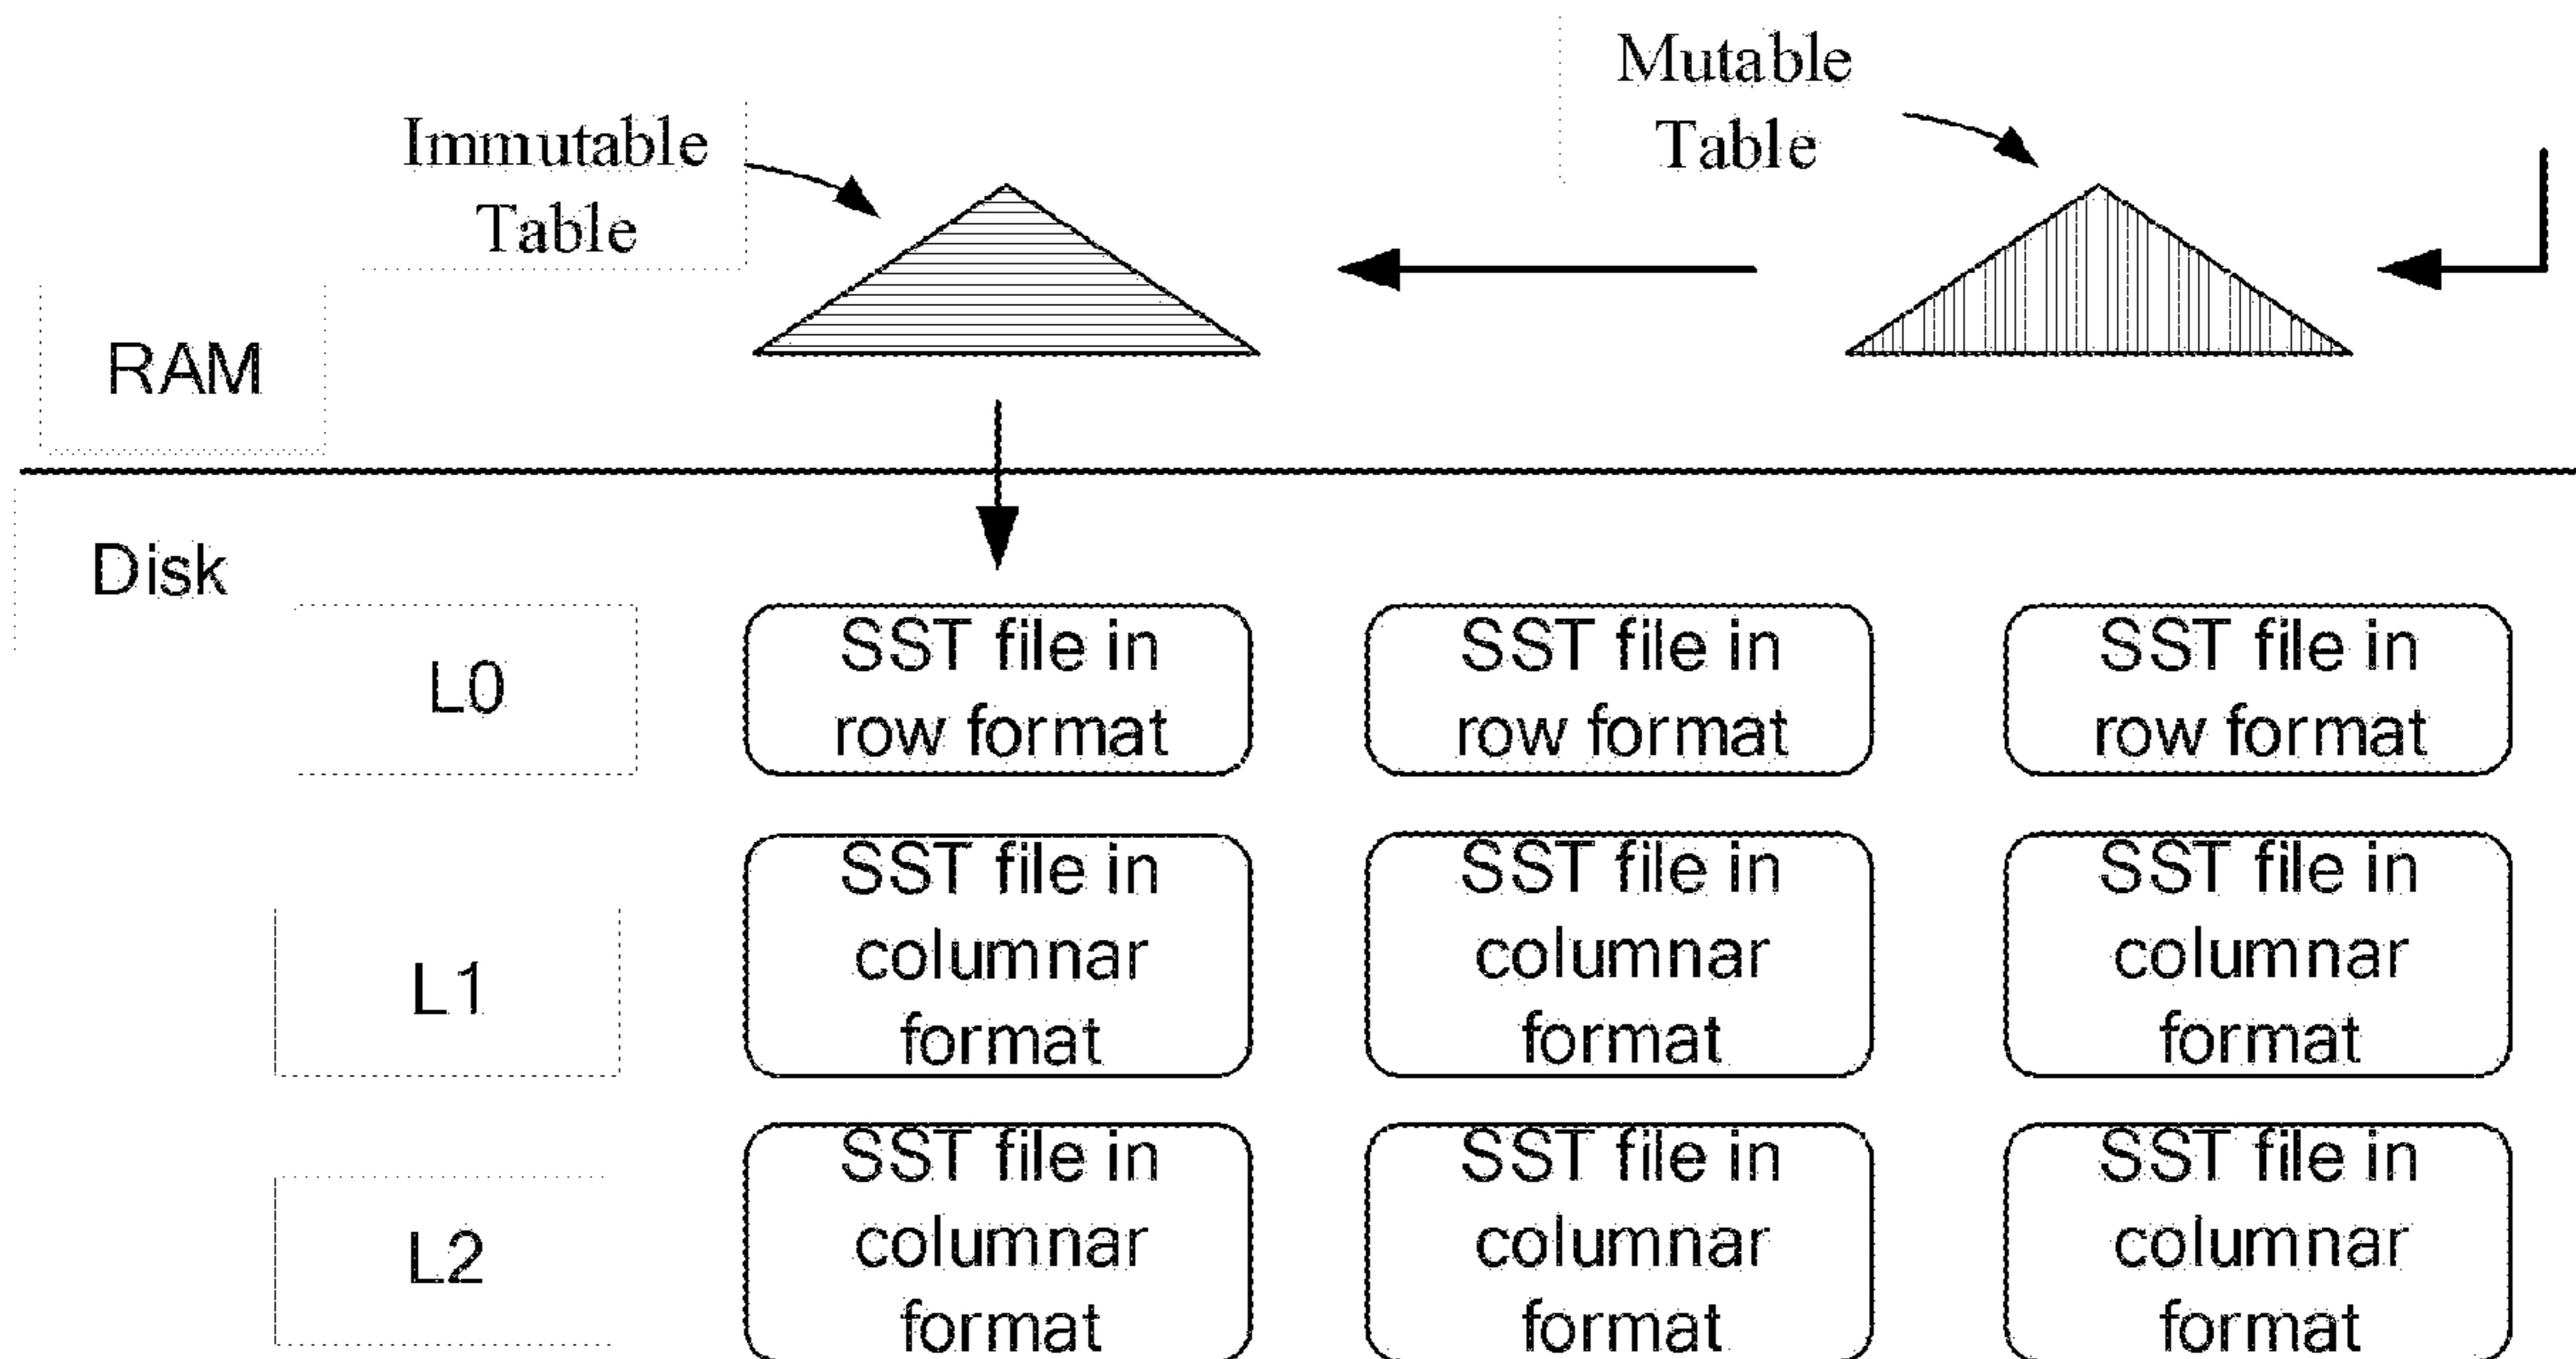 Mutable
Table
Immutable
Table
RAM
Disk
L0
SST file in
row format
SST file in
row format
SST file in
row format
L1
SST file in
columnar
format
SST file in
columnar
format
SST file in
columnar
format
L2
SST file in
columnar
format
SST file in
columnar
format
SST file in
columnar
format